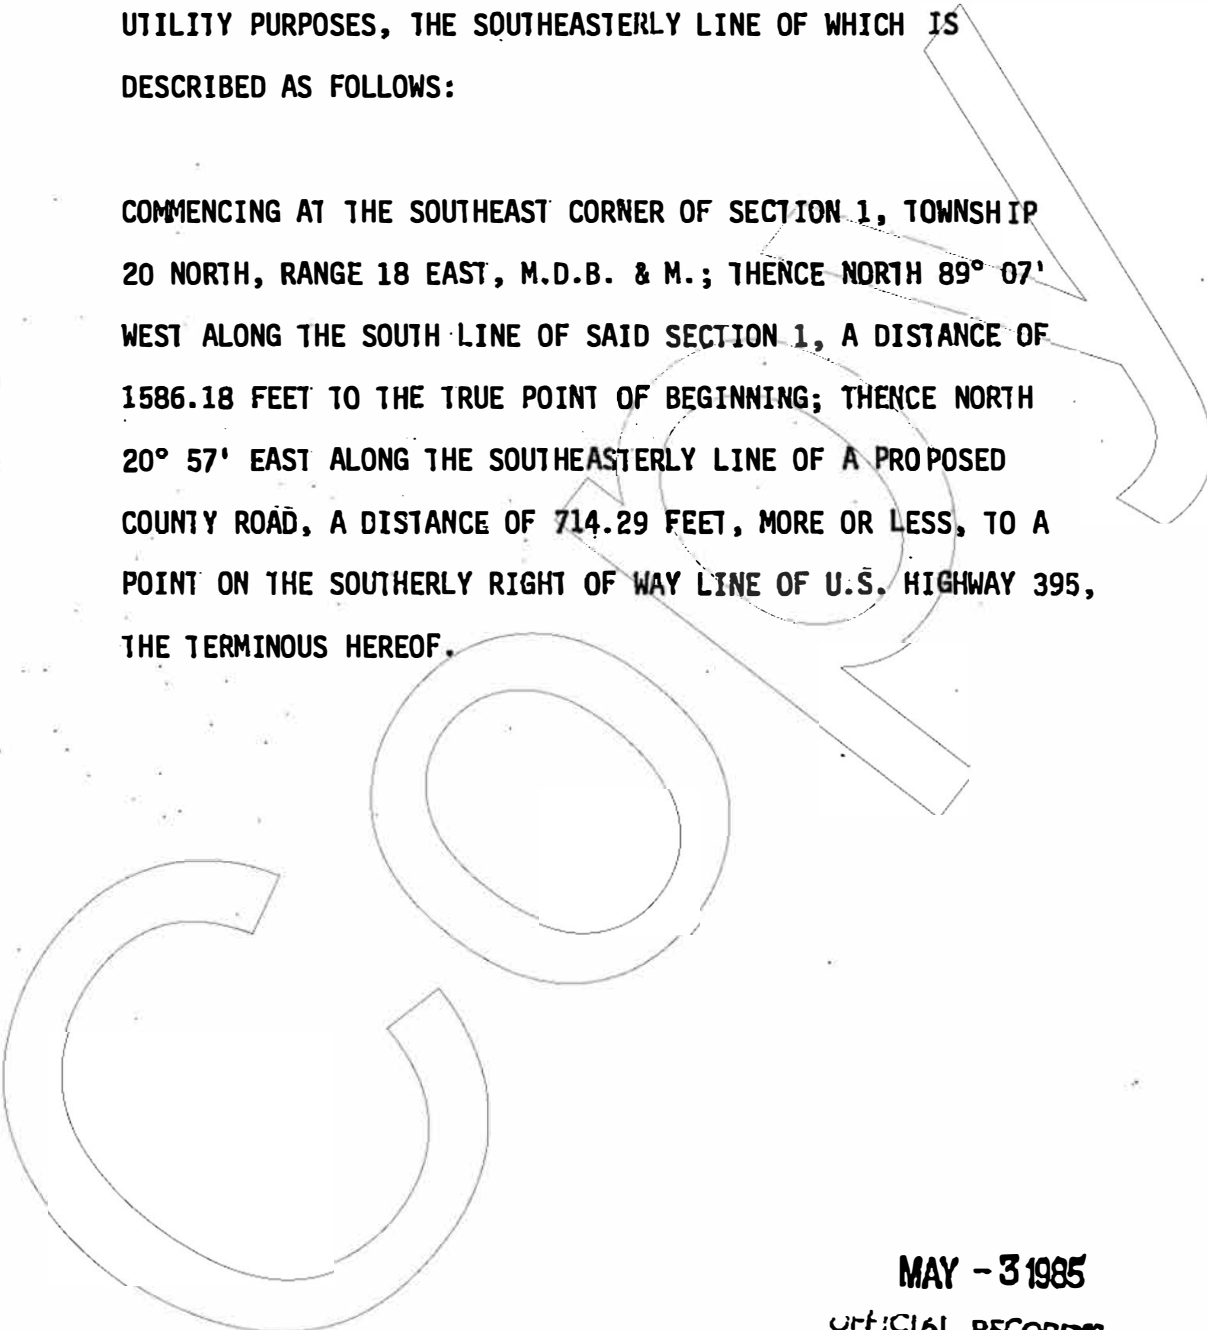 UTILITY PURPOSES, THE SOUTHEASTERLY LINE OF WHICH IS
DESCRIBED AS FOLLOWS:
COMMENCING AT THE SOUTHEAST CORNER OF SECTION 1, TOWNSHIP
20 NORTH, RANGE 18 EAST, M.D.B. & M.; THENCE NORTH 89° 07'
WEST ALONG THE SOUTH LINE OF SAID SECTION 1, A DISTANCE OF
1586.18 FEET TO THE TRUE POINT OF BEGINNING; THENCE NORTH
20° 57' EAST ALONG THE SOUTHEASTERLY LINE OF A PROPOSED
COUNTY ROAD, A DISTANCE OF 714.29 FEET, MORE OR LESS, TO A
POINT ON THE SOUTHERLY RIGHT OF WAY LINE OF U.S. HIGHWAY 395,
THE TERMINOUS HEREOF.
Copy
MAY - 3 1985
OFFICIAL RECORDS